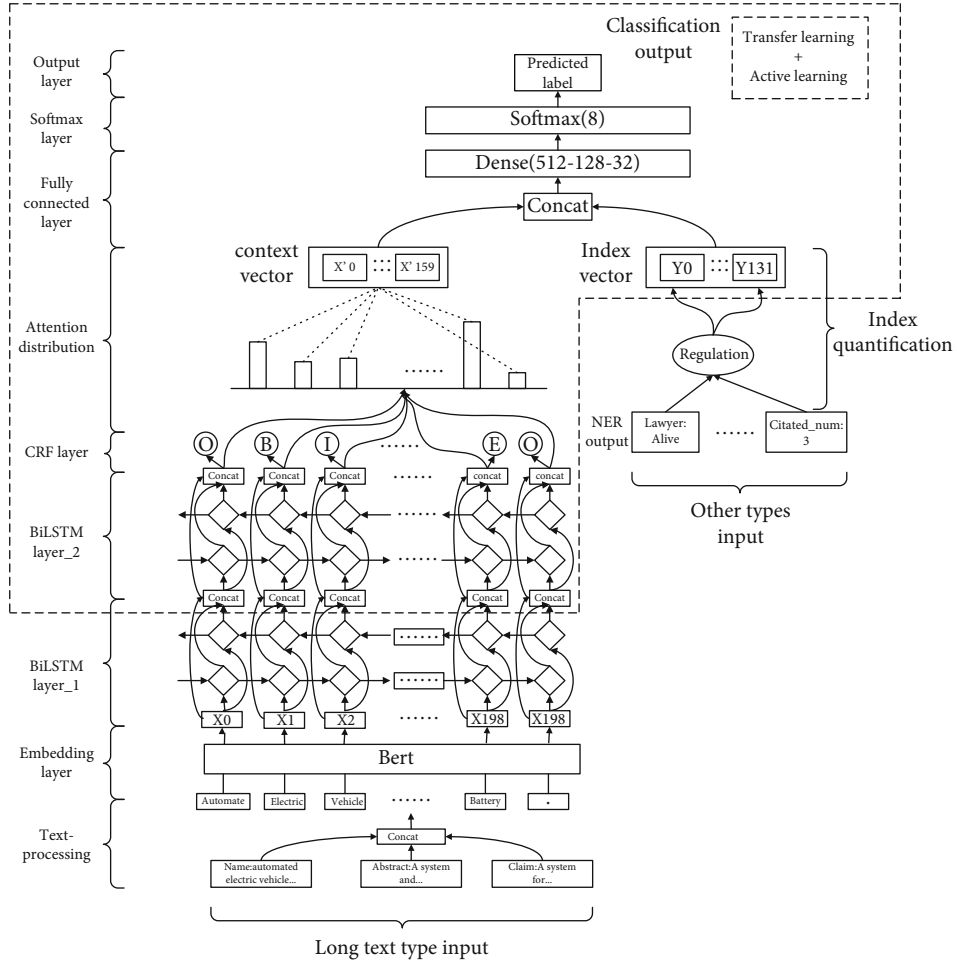 Classification
output
Transfer learning
+
Active learning
Output
layer
Predicted
label
Softmax
layer
Softmax(8)
Fully
connected
layer
Dense(512-128-32)
Concat
context
vector
X' 0
:::
X' 159
Index
vector
Y0
:::
Y131
Attention
distribution
......
Regulation
Index
quantification
NER
output
Lawyer:
Alive
......
Citated_num:
3
Other types
input
CRF layer
O
B
I
......
E
O
Concat
Concat
Concat
......
concat
concat
BiLSTM
layer_2
......
......
Concat
Concat
Concat
......
Concat
Concat
BiLSTM
layer_1
......
......
X0
X1
X2
......
X198
X198
Embedding
layer
Bert
Automate
Electric
Vehicle
......
Battery
.
Text-
processing
Concat
Name:automated
electric vehicle...
Abstract:A system
and...
Claim:A system
for...
Long text type input